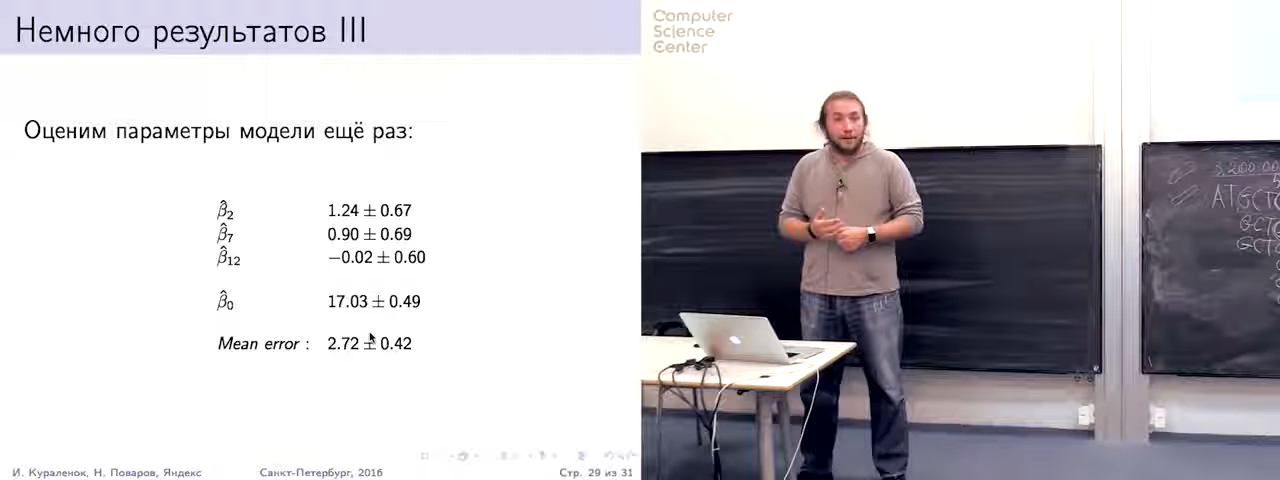 Немного результатов III
Оценим параметры модели ещё раз:
β̂₂ 1.24 ± 0.67
β̂₇ 0.90 ± 0.69
β̂₁₂ −0.02 ± 0.60
β̂₀ 17.03 ± 0.49
Mean error : 2.72 ± 0.42
И. Кураленок, Н. Поваров, Яндекс Санкт-Петербург, 2016 Стр. 29 из 31
Computer
Science
Center